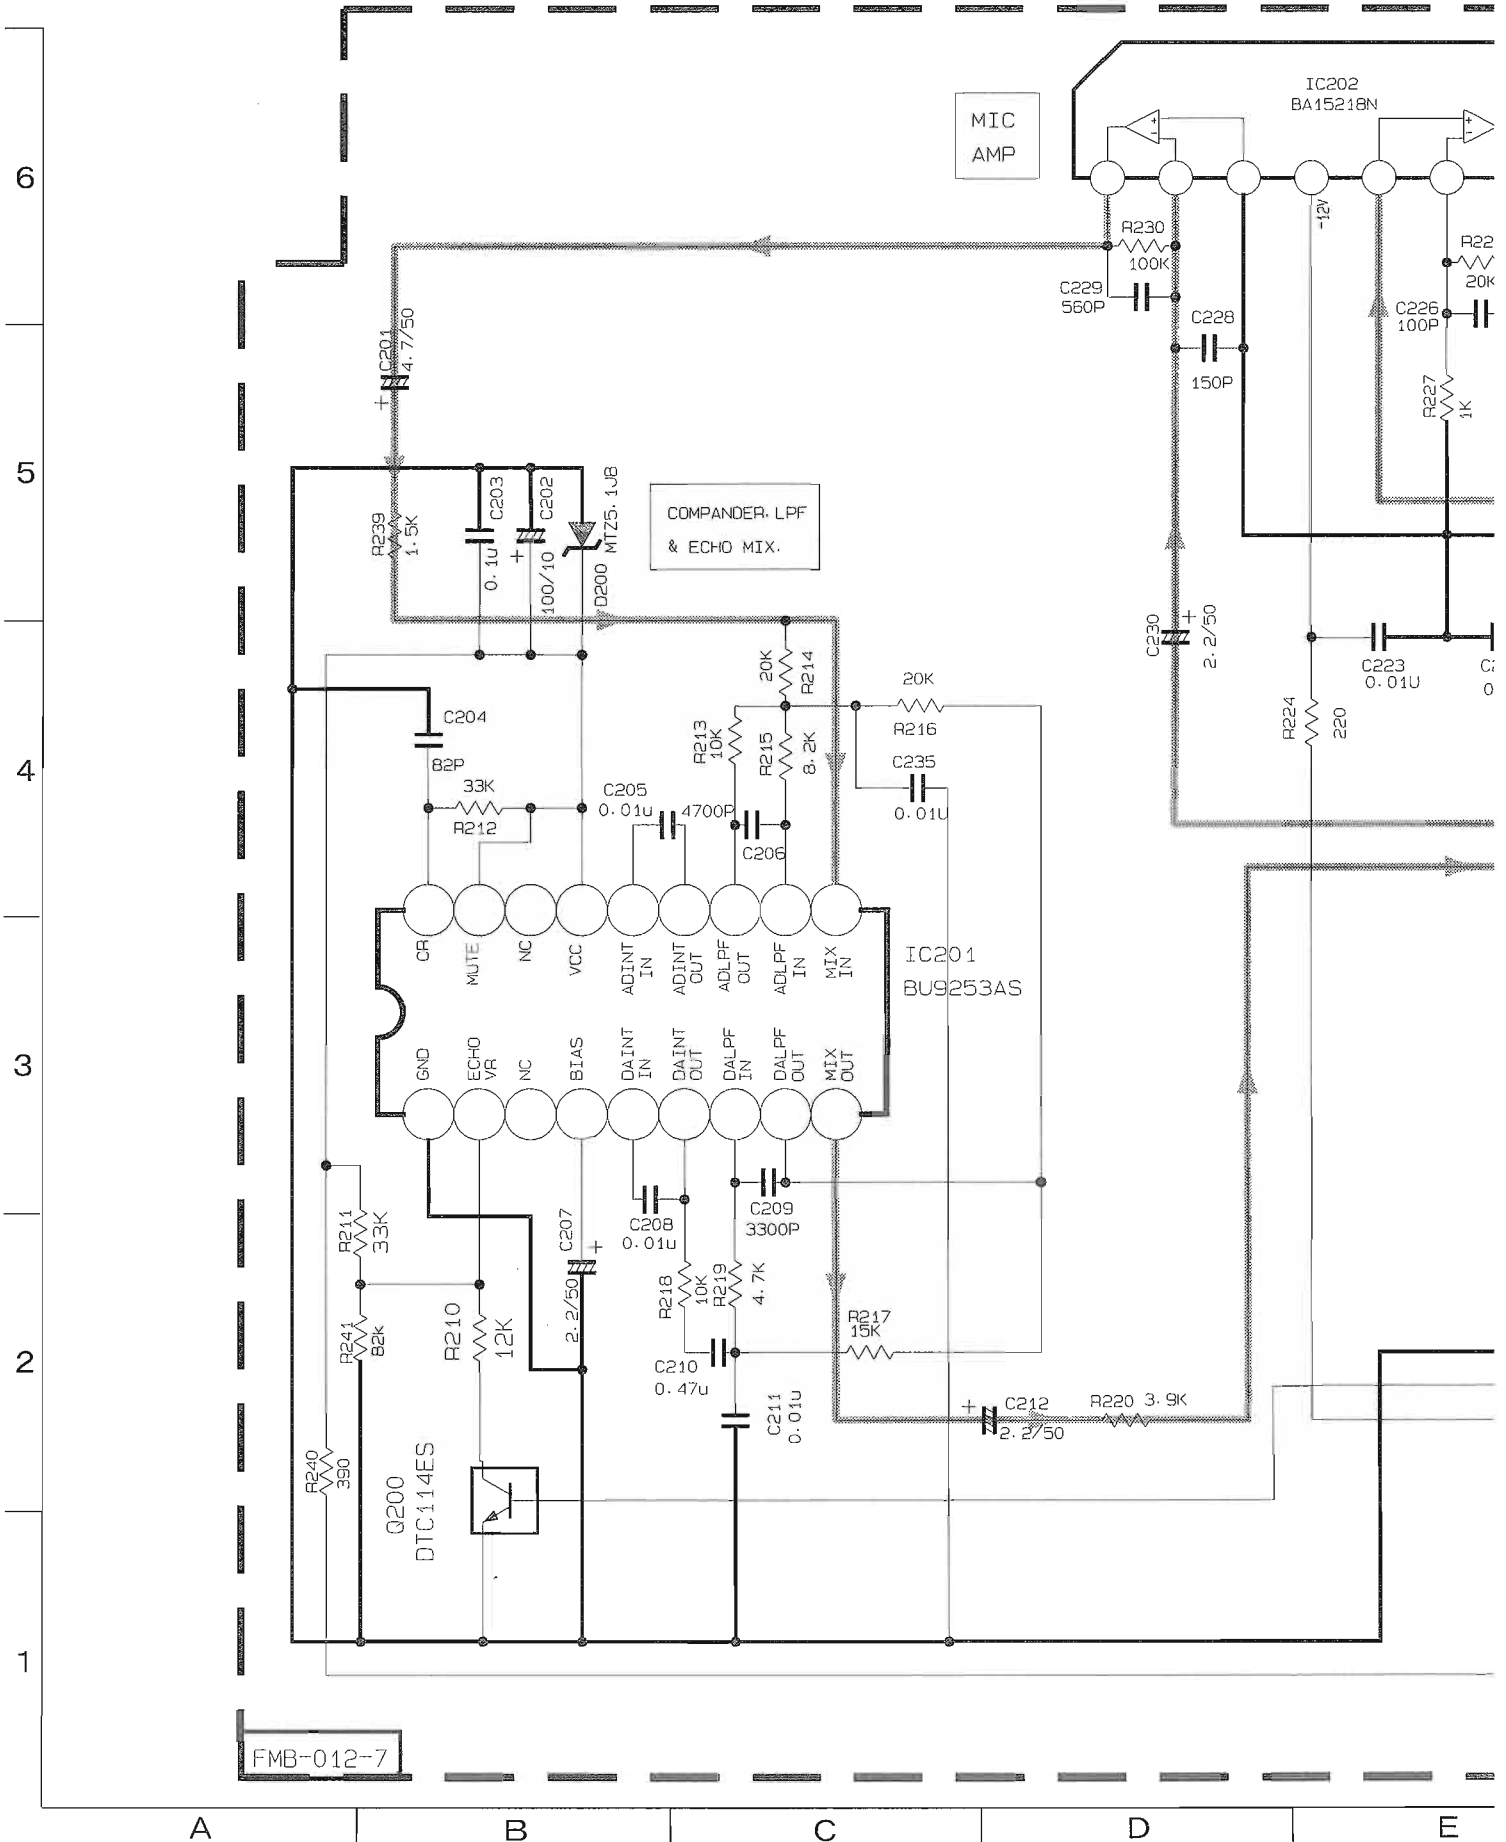 IC202
BA15218N
MIC
AMP
+
-
+
-
6
-12V
R230
100K
R22
20K
C229
560P
C226
100P
C228
150P
C201
4.7/50
+
R227
1K
5
C203
0.1u
C202
100/10
+
MTZ5.1JB
D200
COMPANDER. LPF
& ECHO MIX.
R239
1.5K
C230
+
2.2/50
C223
0.01U
0
20K
R214
20K
R216
C204
82P
R213
10K
R215
8.2K
R224
220
4
33K
R212
C205
0.01u
4700P
C206
C235
0.01U
CR
MUTE
NC
VCC
ADINT
IN
ADINT
OUT
ADLPF
OUT
ADLPF
IN
MIX
IN
IC201
BU9253AS
3
GND
ECHO
VR
NC
BIAS
DAINT
IN
DAINT
OUT
DALPF
IN
DALPF
OUT
MIX
OUT
R211
33K
C207
+
2.2/50
C208
0.01u
C209
3300P
R218
10K
R219
4.7K
R217
15K
R241
82k
R210
12K
2
C210
0.47u
C211
0.01u
+
C212
2.2/50
R220 3.9K
R240
390
Q200
DTC114ES
1
FMB-012-7
A
B
C
D
E